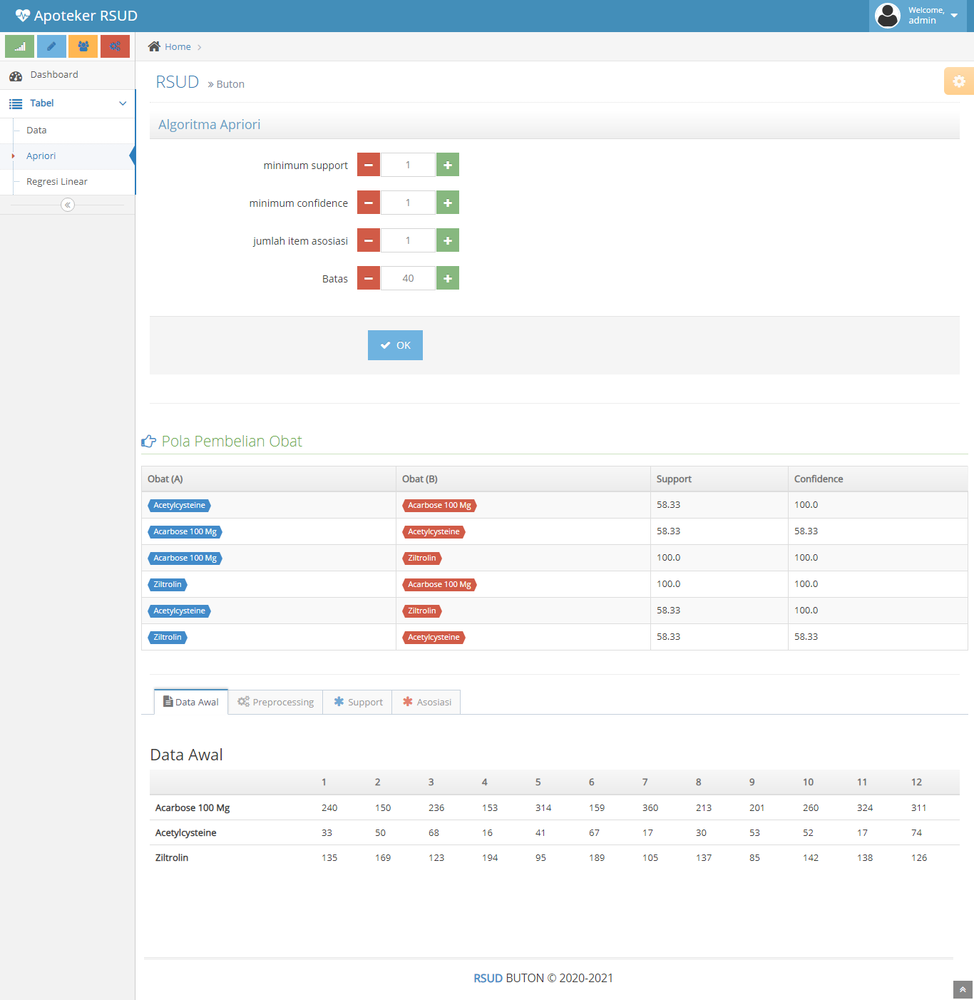 Apoteker RSUD
Welcome,
admin
Home
Dashboard
Tabel
Data
Apriori
Regresi Linear
RSUD » Buton
Algoritma Apriori
minimum support 1
minimum confidence 1
jumlah item asosiasi 1
Batas 40
OK
Pola Pembelian Obat
Obat (A) Obat (B) Support Confidence
Acetylcysteine Acarbose 100 Mg 58.33 100.0
Acarbose 100 Mg Acetylcysteine 58.33 58.33
Acarbose 100 Mg Ziltrolin 100.0 100.0
Ziltrolin Acarbose 100 Mg 100.0 100.0
Acetylcysteine Ziltrolin 58.33 100.0
Ziltrolin Acetylcysteine 58.33 58.33
Data Awal Preprocessing Support Asosiasi
Data Awal
1 2 3 4 5 6 7 8 9 10 11 12
Acarbose 100 Mg 240 150 236 153 314 159 360 213 201 260 324 311
Acetylcysteine 33 50 68 16 41 67 17 30 53 52 17 74
Ziltrolin 135 169 123 194 95 189 105 137 85 142 138 126
RSUD BUTON © 2020-2021